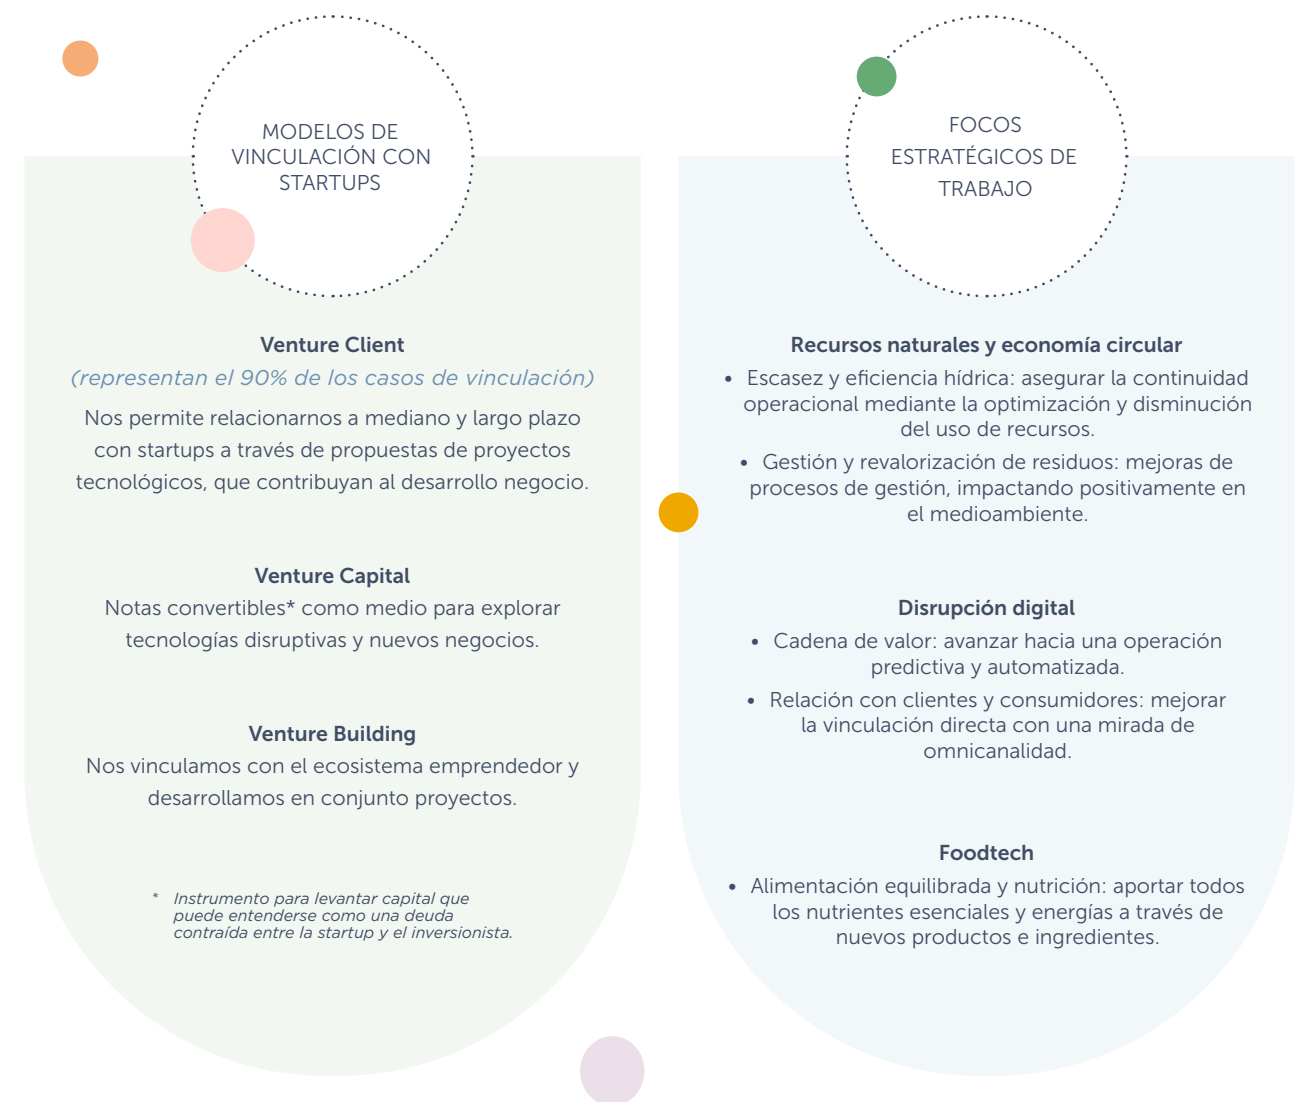 MODELOS DE
VINCULACIÓN CON
STARTUPS
Venture Client
(representan el 90% de los casos de vinculación)
Nos permite relacionarnos a mediano y largo plazo
con startups a través de propuestas de proyectos
tecnológicos, que contribuyan al desarrollo negocio.
Venture Capital
Notas convertibles* como medio para explorar
tecnologías disruptivas y nuevos negocios.
Venture Building
Nos vinculamos con el ecosistema emprendedor y
desarrollamos en conjunto proyectos.
* Instrumento para levantar capital que
puede entenderse como una deuda
contraída entre la startup y el inversionista.
FOCOS
ESTRATÉGICOS DE
TRABAJO
Recursos naturales y economía circular
• Escasez y eficiencia hídrica: asegurar la continuidad
operacional mediante la optimización y disminución
del uso de recursos.
• Gestión y revalorización de residuos: mejoras de
procesos de gestión, impactando positivamente en
el medioambiente.
Disrupción digital
• Cadena de valor: avanzar hacia una operación
predictiva y automatizada.
• Relación con clientes y consumidores: mejorar
la vinculación directa con una mirada de
omnicanalidad.
Foodtech
• Alimentación equilibrada y nutrición: aportar todos
los nutrientes esenciales y energías a través de
nuevos productos e ingredientes.